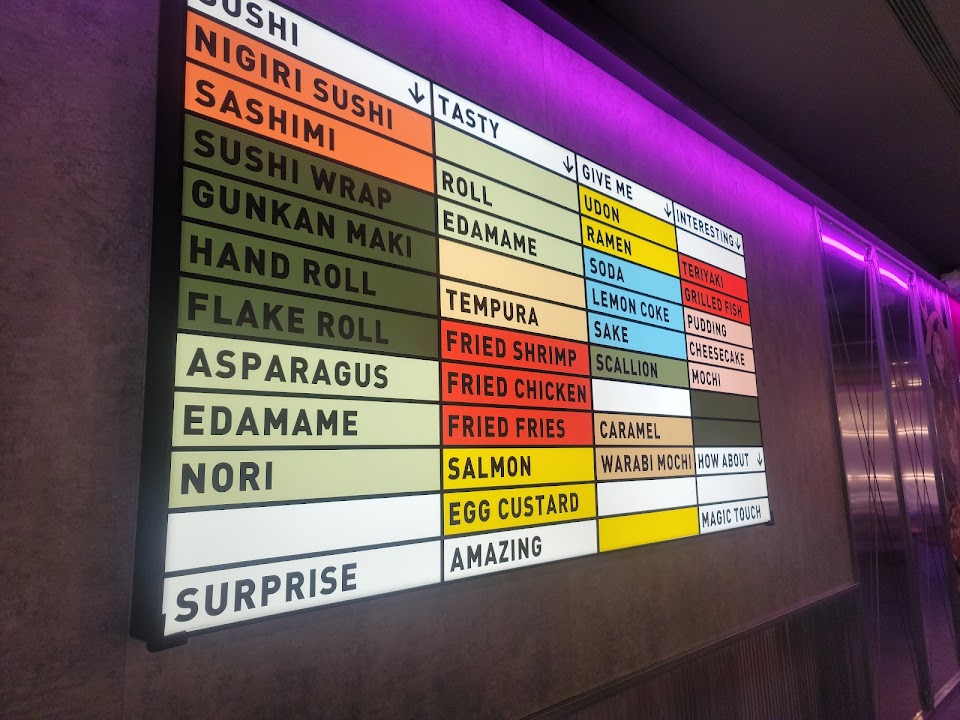 SUSHI
NIGIRI SUSHI ↓
SASHIMI
SUSHI WRAP
GUNKAN MAKI
HAND ROLL
FLAKE ROLL
ASPARAGUS
EDAMAME
NORI
SURPRISE
TASTY ↓
ROLL
EDAMAME
TEMPURA
FRIED SHRIMP
FRIED CHICKEN
FRIED FRIES
SALMON
EGG CUSTARD
AMAZING
GIVE ME ↓
UDON
RAMEN
SODA
LEMON COKE
SAKE
SCALLION
CARAMEL
WARABI MOCHI
INTERESTING ↓
TERIYAKI
GRILLED FISH
PUDDING
CHEESECAKE
MOCHI
HOW ABOUT ↓
MAGIC TOUCH